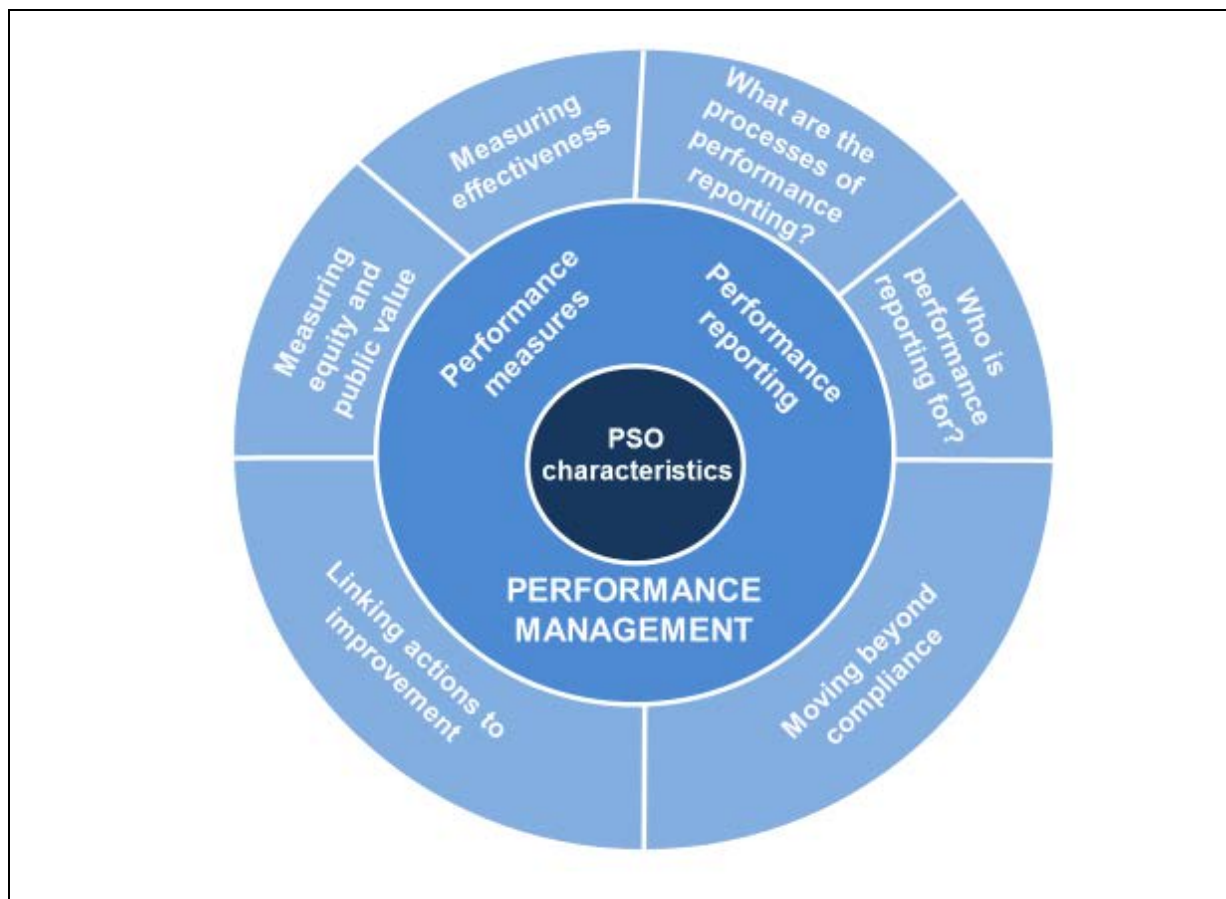 Measuring
effectiveness
What are the
processes of
performance
reporting?
Measuring
equity and
public value
Who is
performance
reporting for?
Performance
measures
Performance
reporting
PSO
characteristics
PERFORMANCE
MANAGEMENT
Linking actions to
improvement
Moving beyond
compliance